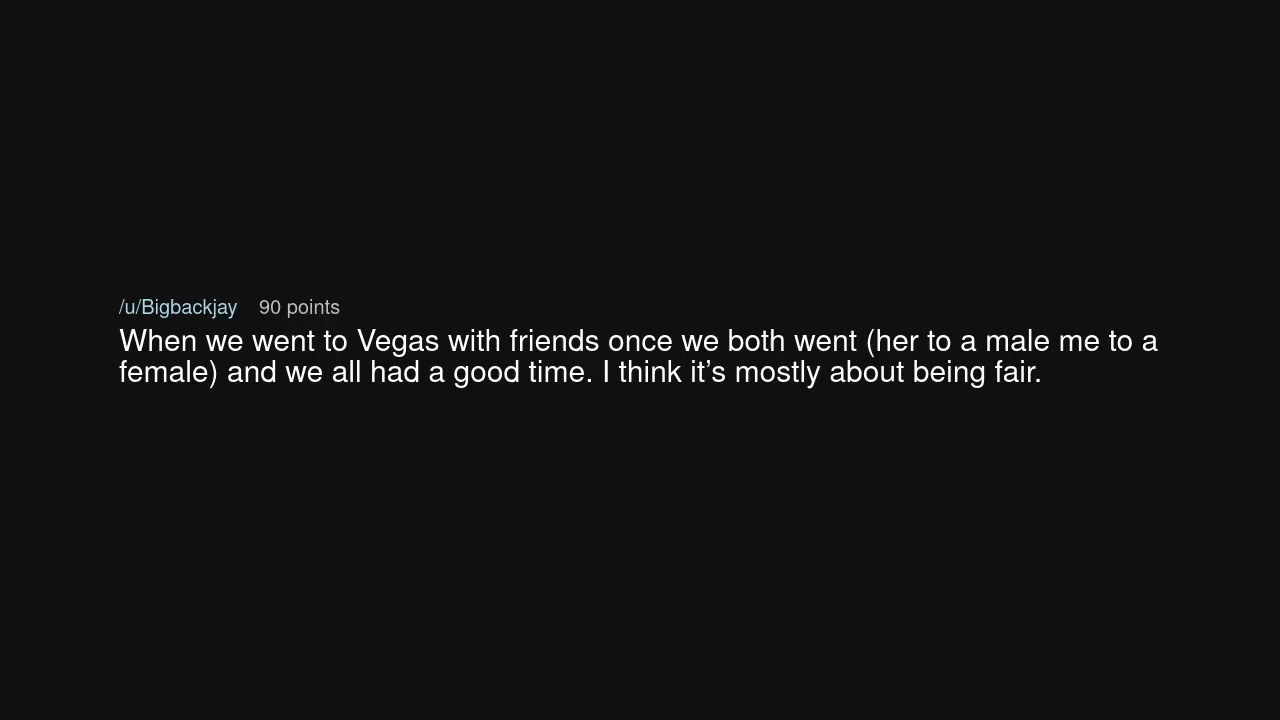 /u/Bigbackjay 90 points
When we went to Vegas with friends once we both went (her to a male me to a
female) and we all had a good time. I think it’s mostly about being fair.